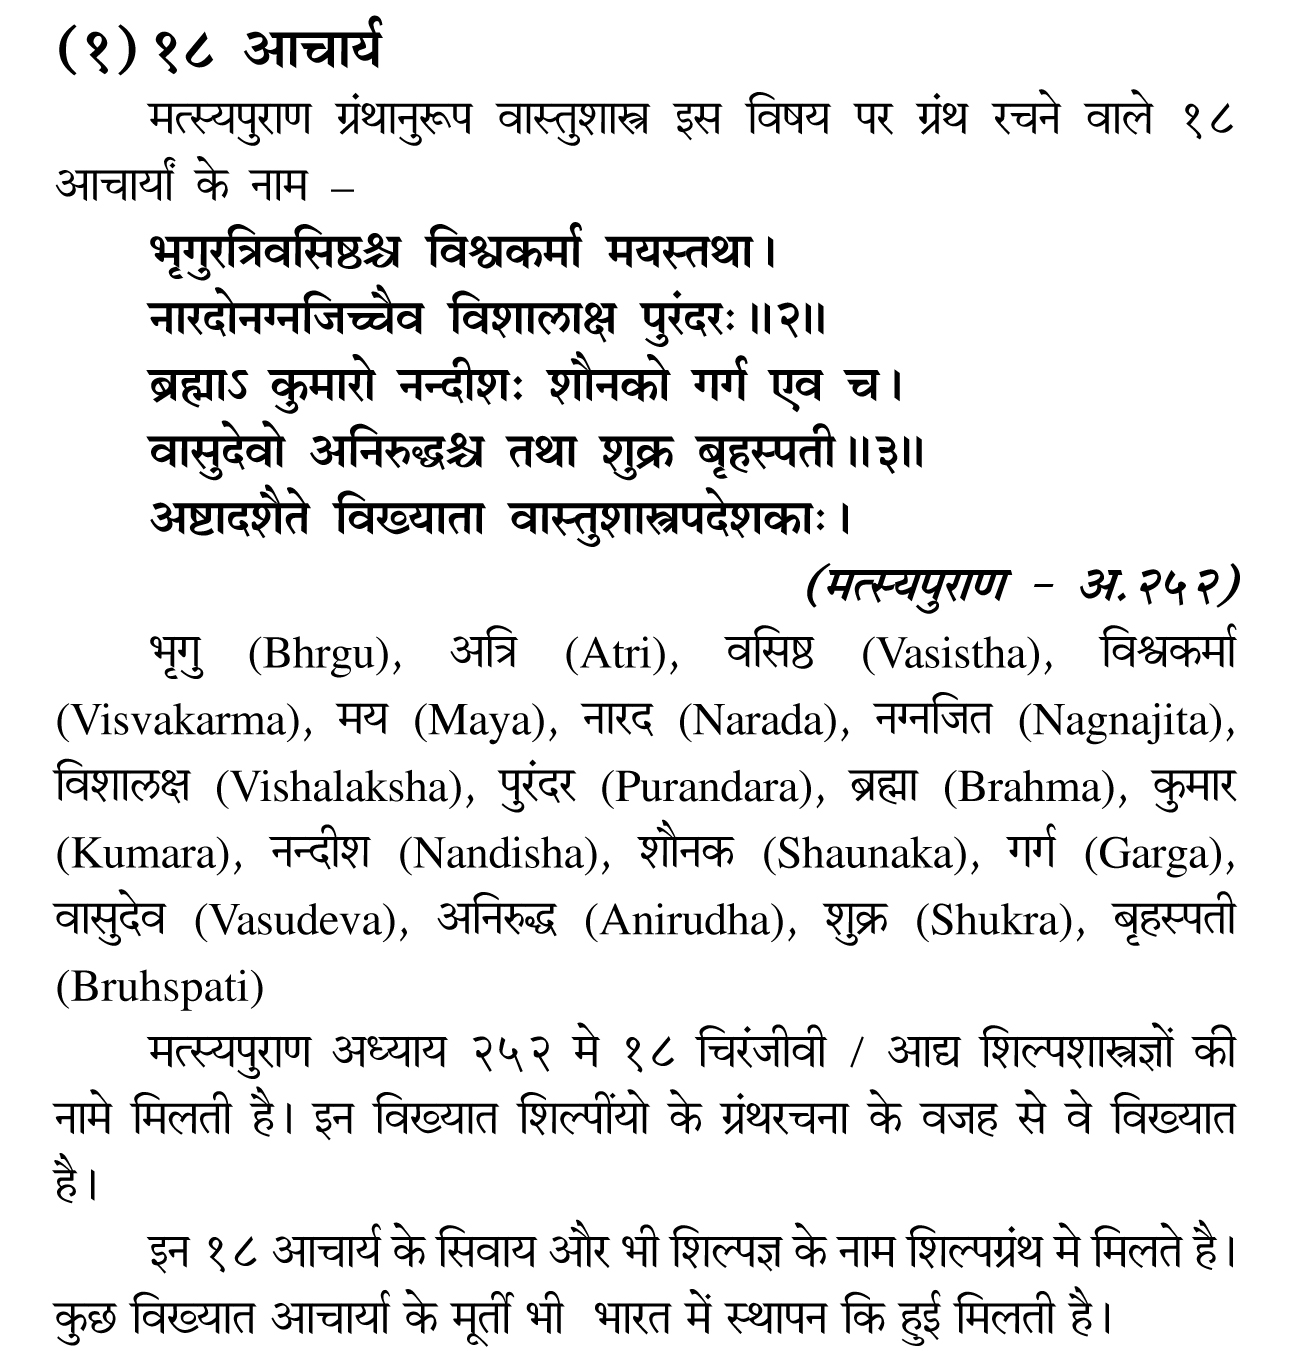 (१) १८ आचार्य
मत्स्यपुराण ग्रंथानुरूप वास्तुशास्त्र इस विषय पर ग्रंथ रचने वाले १८
आचार्यां के नाम –
भृगुरत्रिवसिष्ठश्च विश्वकर्मा मयस्तथा।
नारदोनग्नजिच्चैव विशालाक्ष पुरंदरः॥२॥
ब्रह्माऽ कुमारो नन्दीशः शौनको गर्ग एव च।
वासुदेवो अनिरुद्धश्च तथा शुक्र बृहस्पती॥३॥
अष्टादशैते विख्याता वास्तुशास्त्रपदेशकाः।
(मत्स्यपुराण - अ.२५२)
भृगु (Bhrgu), अत्रि (Atri), वसिष्ठ (Vasistha), विश्वकर्मा
(Visvakarma), मय (Maya), नारद (Narada), नग्नजित (Nagnajita),
विशालक्ष (Vishalaksha), पुरंदर (Purandara), ब्रह्मा (Brahma), कुमार
(Kumara), नन्दीश (Nandisha), शौनक (Shaunaka), गर्ग (Garga),
वासुदेव (Vasudeva), अनिरुद्ध (Anirudha), शुक्र (Shukra), बृहस्पती
(Bruhspati)
मत्स्यपुराण अध्याय २५२ मे १८ चिरंजीवी / आद्य शिल्पशास्त्रज्ञों की
नामे मिलती है। इन विख्यात शिल्पींयो के ग्रंथरचना के वजह से वे विख्यात
है।
इन १८ आचार्य के सिवाय और भी शिल्पज्ञ के नाम शिल्पग्रंथ मे मिलते है।
कुछ विख्यात आचार्या के मूर्ती भी भारत में स्थापन कि हुई मिलती है।